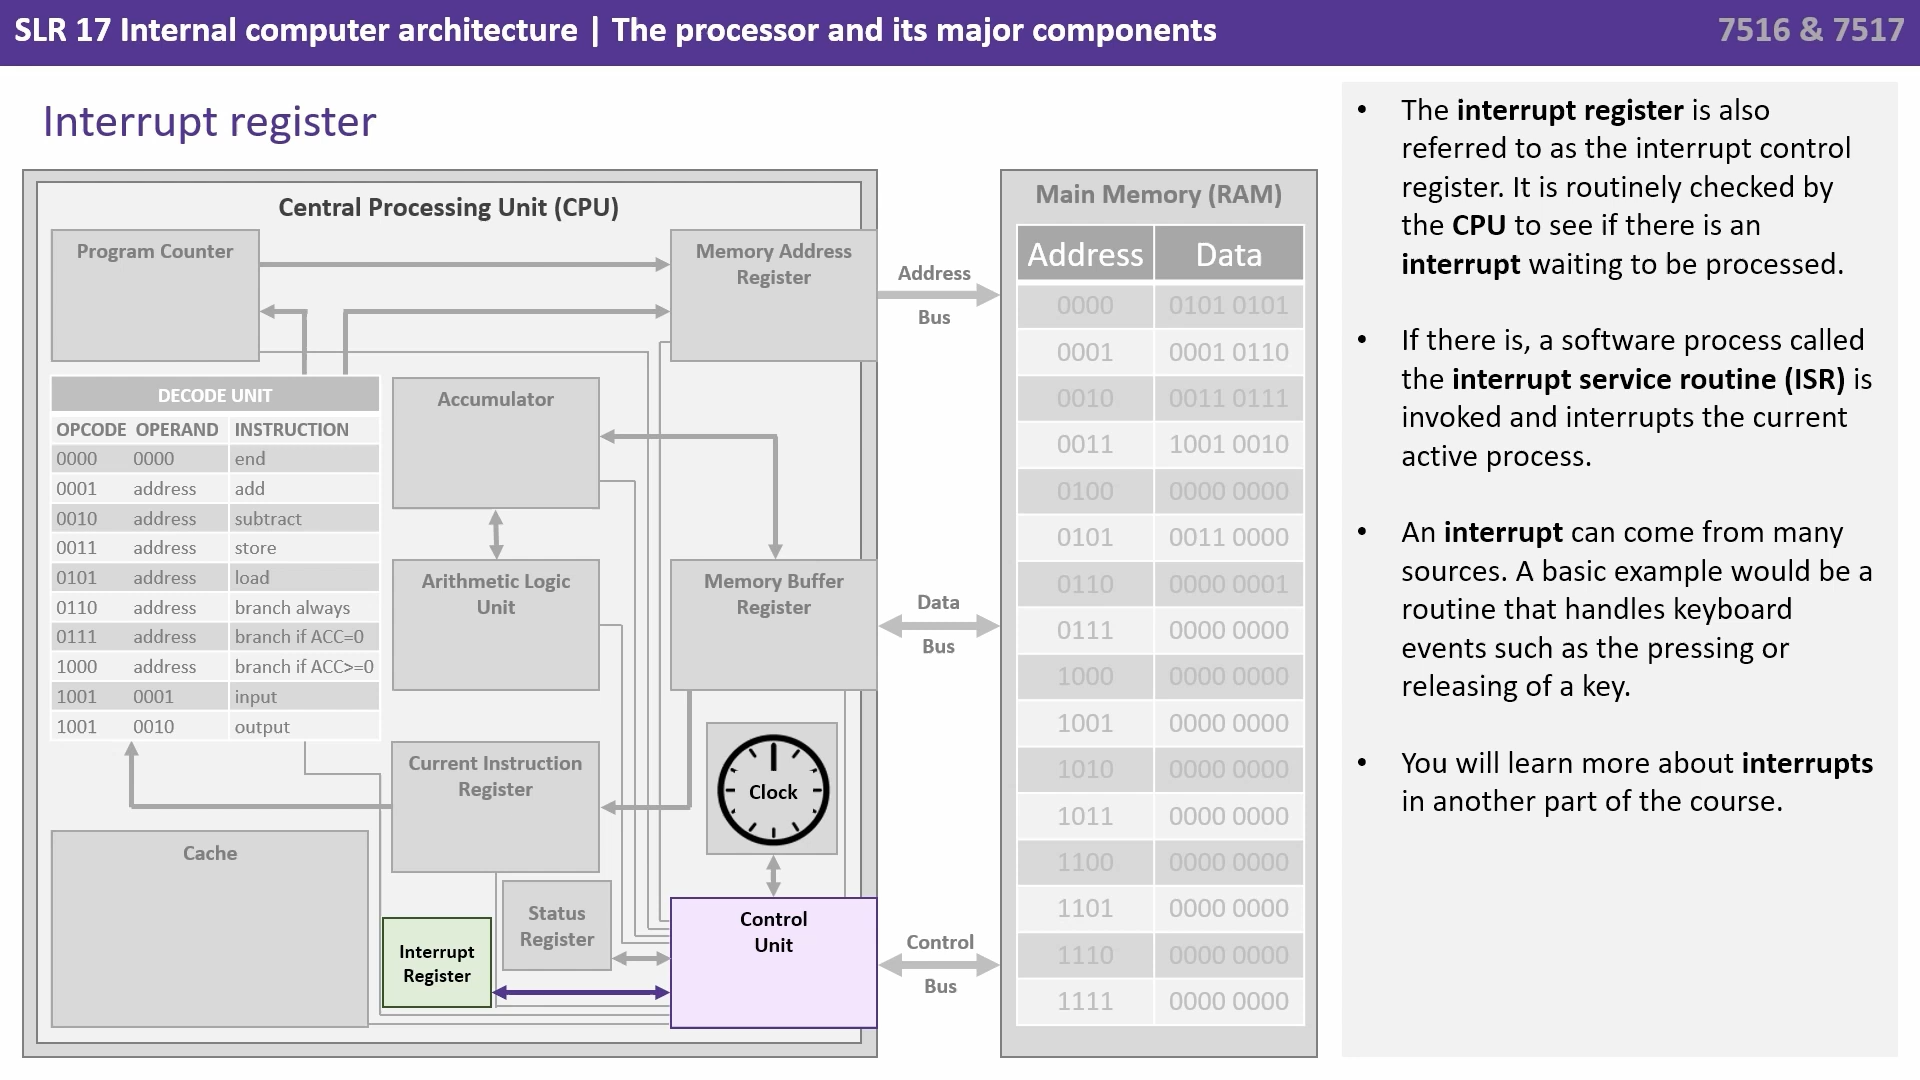 SLR 17 Internal computer architecture | The processor and its major components
7516 & 7517
Interrupt register
Central Processing Unit (CPU)
Program Counter
Memory Address
Register
DECODE UNIT
OPCODE OPERAND INSTRUCTION
0000 0000 end
0001 address add
0010 address subtract
0011 address store
0101 address load
0110 address branch always
0111 address branch if ACC=0
1000 address branch if ACC>=0
1001 0001 input
1001 0010 output
Accumulator
Arithmetic Logic
Unit
Memory Buffer
Register
Current Instruction
Register
Clock
Cache
Status
Register
Interrupt
Register
Control
Unit
Address
Bus
Data
Bus
Control
Bus
Main Memory (RAM)
Address Data
0000 0101 0101
0001 0001 0110
0010 0011 0111
0011 1001 0010
0100 0000 0000
0101 0011 0000
0110 0000 0001
0111 0000 0000
1000 0000 0000
1001 0000 0000
1010 0000 0000
1011 0000 0000
1100 0000 0000
1101 0000 0000
1110 0000 0000
1111 0000 0000
• The interrupt register is also
referred to as the interrupt control
register. It is routinely checked by
the CPU to see if there is an
interrupt waiting to be processed.
• If there is, a software process called
the interrupt service routine (ISR) is
invoked and interrupts the current
active process.
• An interrupt can come from many
sources. A basic example would be a
routine that handles keyboard
events such as the pressing or
releasing of a key.
• You will learn more about interrupts
in another part of the course.